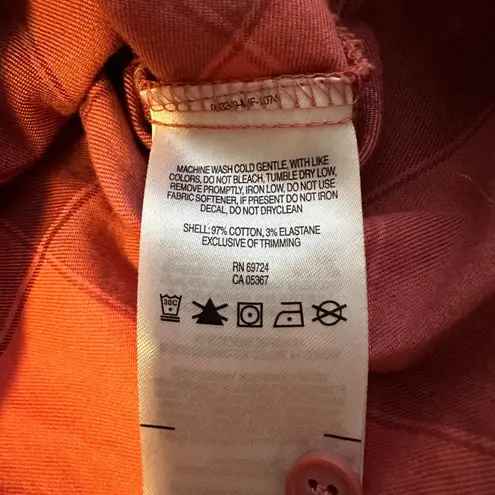 MACHINE WASH COLD GENTLE, WITH LIKE
COLORS, DO NOT BLEACH, TUMBLE DRY LOW,
REMOVE PROMPTLY, IRON LOW, DO NOT USE
FABRIC SOFTENER, IF PRESENT DO NOT IRON
DECAL, DO NOT DRYCLEAN
SHELL: 97% COTTON, 3% ELASTANE
EXCLUSIVE OF TRIMMING
RN 69724
CA 05367
30C